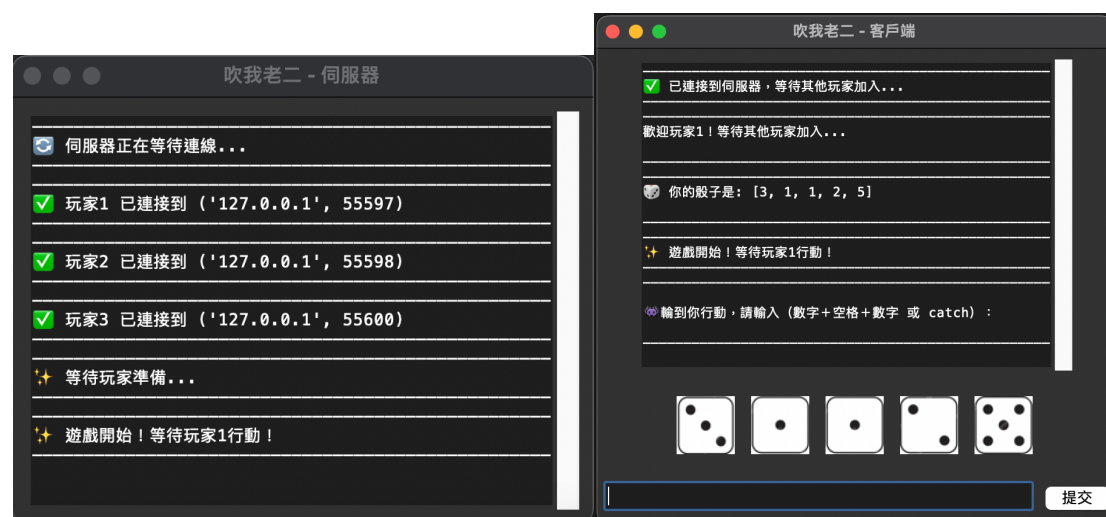 吹我老二 - 伺服器
🔄 伺服器正在等待連線...
✅ 玩家1 已連接到 ('127.0.0.1', 55597)
✅ 玩家2 已連接到 ('127.0.0.1', 55598)
✅ 玩家3 已連接到 ('127.0.0.1', 55600)
✨ 等待玩家準備...
✨ 遊戲開始！等待玩家1行動！
吹我老二 - 客戶端
✅ 已連接到伺服器，等待其他玩家加入...
歡迎玩家1！等待其他玩家加入...
🎲 你的骰子是: [3, 1, 1, 2, 5]
✨ 遊戲開始！等待玩家1行動！
👾輪到你行動，請輸入（數字＋空格＋數字 或 catch）：
提交